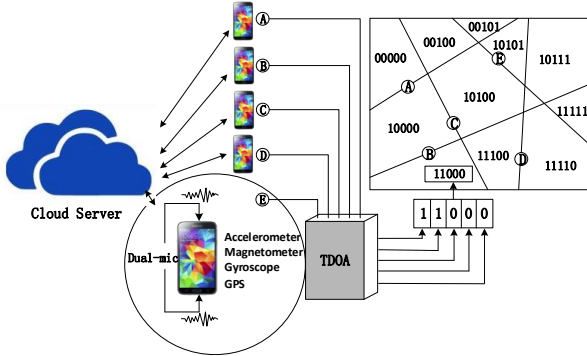 A
B
C
D
E
Cloud Server
Dual-mic
Accelerometer
Magnetometer
Gyroscope
GPS
TDOA
1 1 0 0 0
11000
00000
00100
00101
10101
E
10111
A
10100
11111
10000
C
B
11100
D
11110